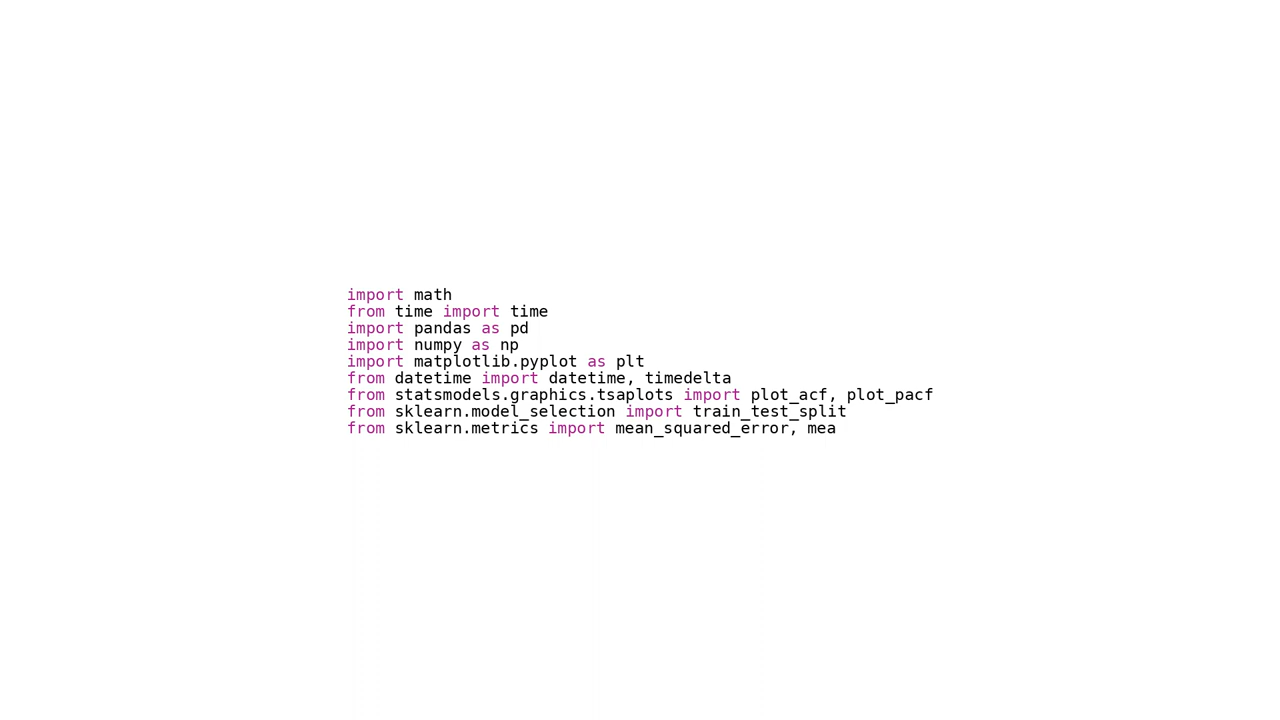 import math
from time import time
import pandas as pd
import numpy as np
import matplotlib.pyplot as plt
from datetime import datetime, timedelta
from statsmodels.graphics.tsaplots import plot_acf, plot_pacf
from sklearn.model_selection import train_test_split
from sklearn.metrics import mean_squared_error, mea